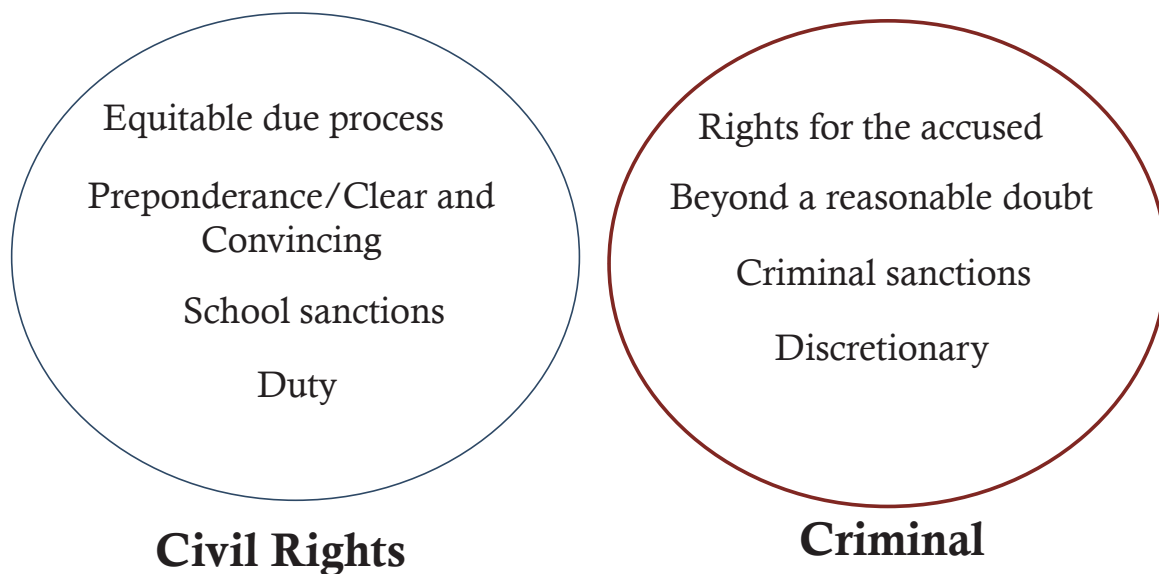 Equitable due process
Preponderance/Clear and
Convincing
School sanctions
Duty
Civil Rights
Rights for the accused
Beyond a reasonable doubt
Criminal sanctions
Discretionary
Criminal